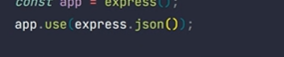 const app = express();
app.use(express.json());